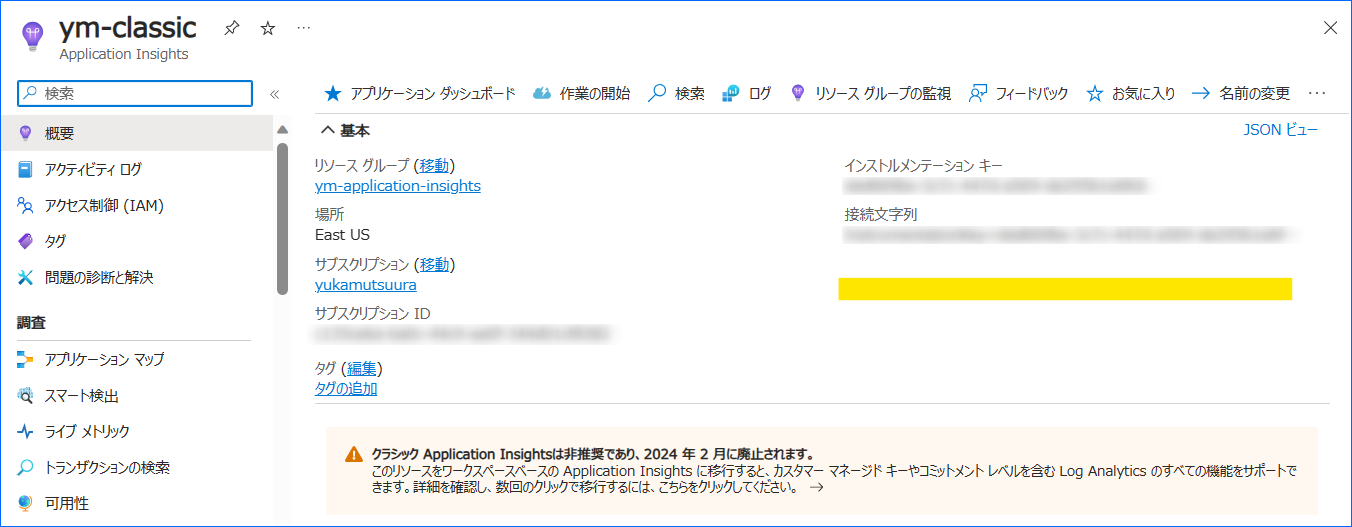 ym-classic
Application Insights
検索
概要
アクティビティ ログ
アクセス制御 (IAM)
タグ
問題の診断と解決
調査
アプリケーション マップ
スマート検出
ライブ メトリック
トランザクションの検索
可用性
アプリケーション ダッシュボード 作業の開始 検索 ログ リソース グループの監視 フィードバック お気に入り 名前の変更
基本
JSON ビュー
リソース グループ (移動)
ym-application-insights
場所
East US
サブスクリプション (移動)
yukamutsuura
サブスクリプション ID
タグ (編集)
タグの追加
インストルメンテーション キー
接続文字列
クラシック Application Insightsは非推奨であり、2024 年 2 月に廃止されます。
このリソースをワークスペースベースの Application Insights に移行すると、カスタマー マネージド キーやコミットメント レベルを含む Log Analytics のすべての機能をサポートで
きます。詳細を確認し、数回のクリックで移行するには、こちらをクリックしてください。 →